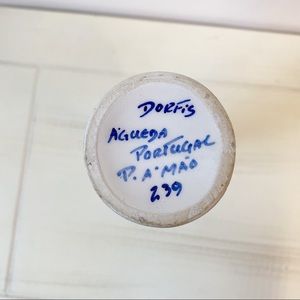 DORFIS
ÁGUEDA
PORTUGAL
P. A' MÃO
239